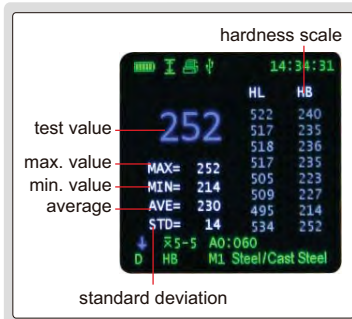 hardness scale
14:34:31
HL HB
test value
252
522 240
517 235
518 236
517 235
505 223
509 227
495 214
534 252
max. value
MAX= 252
min. value
MIN= 214
average
AVE= 230
STD= 14
x̅5-5 A0:060
D HB M1 Steel/Cast Steel
standard deviation